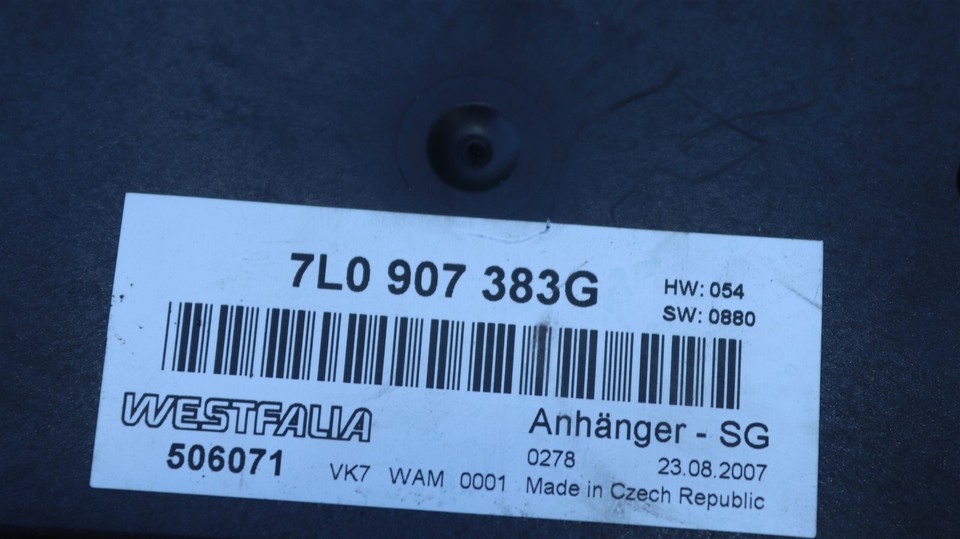 7L0 907 383G
HW: 054
SW: 0880
WESTFALIA
506071
VK7 WAM 0001
Anhänger - SG
0278 23.08.2007
Made in Czech Republic